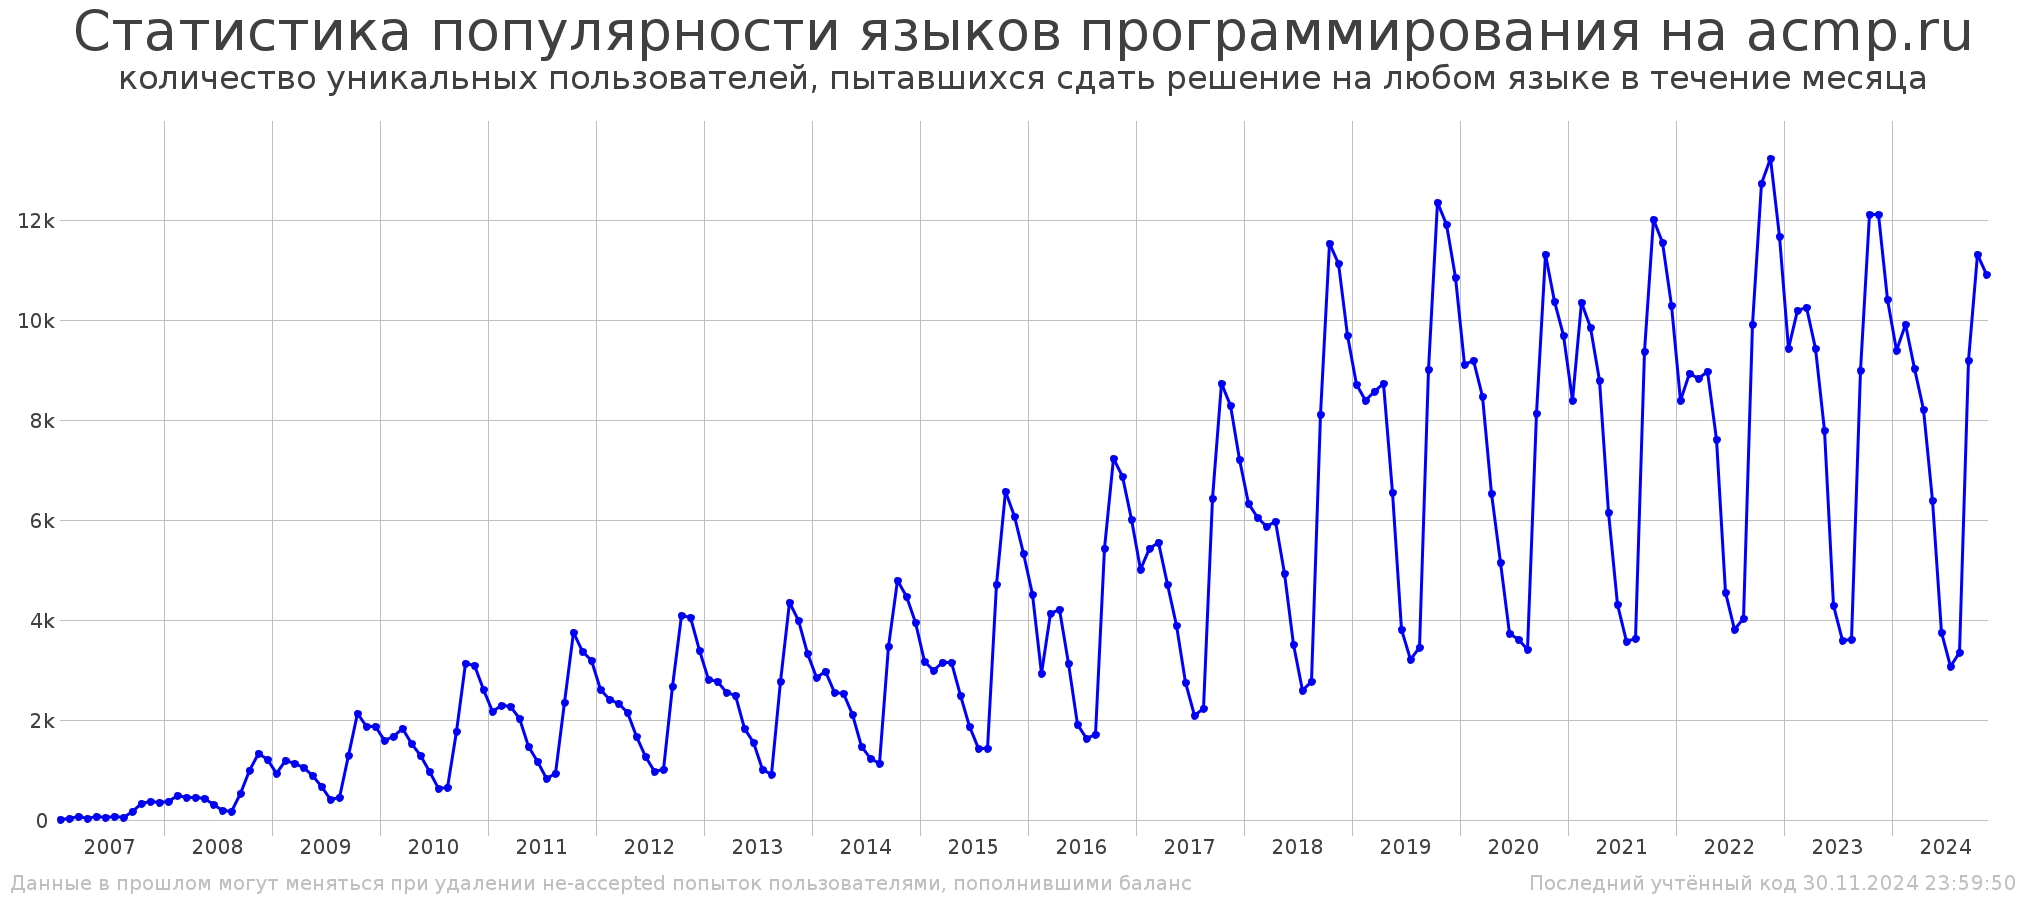 Статистика популярности языков программирования на acmp.ru
количество уникальных пользователей, пытавшихся сдать решение на любом языке в течение месяца
12k
10k
8k
6k
4k
2k
0
2007 2008 2009 2010 2011 2012 2013 2014 2015 2016 2017 2018 2019 2020 2021 2022 2023 2024
Данные в прошлом могут меняться при удалении не-accepted попыток пользователями, пополнившими баланс
Последний учтённый код 30.11.2024 23:59:50